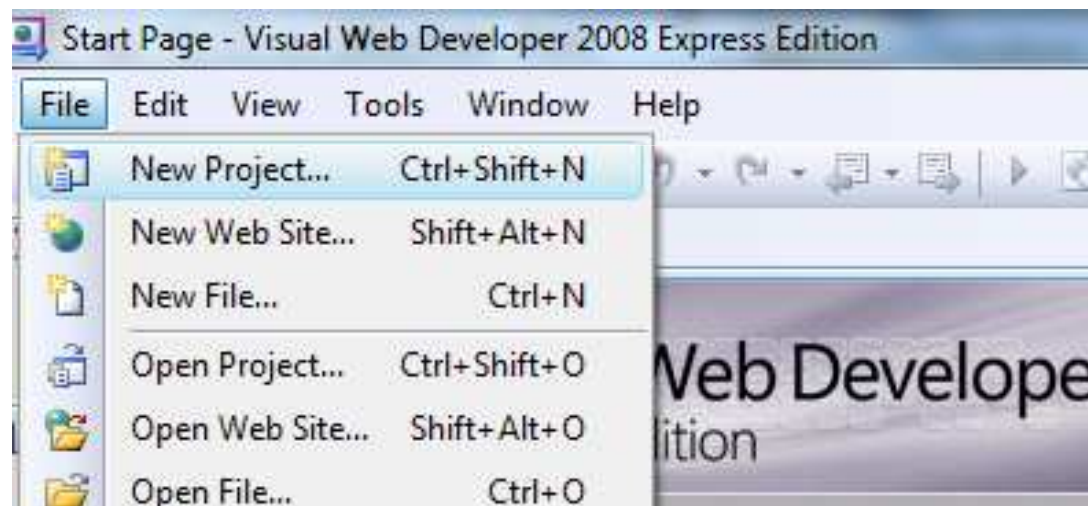 Start Page - Visual Web Developer 2008 Express Edition
File Edit View Tools Window Help
New Project... Ctrl+Shift+N
New Web Site... Shift+Alt+N
New File... Ctrl+N
Open Project... Ctrl+Shift+O
Web Develope
Open Web Site... Shift+Alt+O
dition
Open File... Ctrl+O